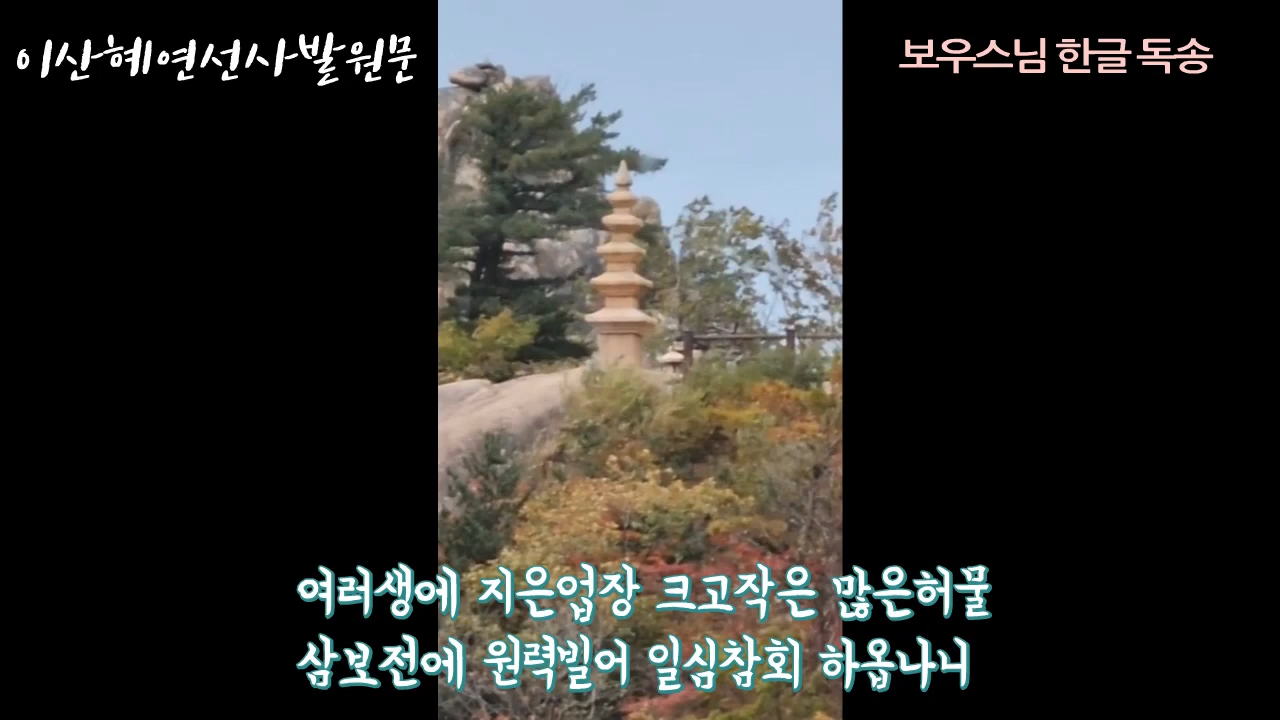 이산혜연선사발원문
보우스님 한글 독송
여러생에 지은업장 크고작은 많은허물
삼보전에 원력빌어 일심참회 하옵나니